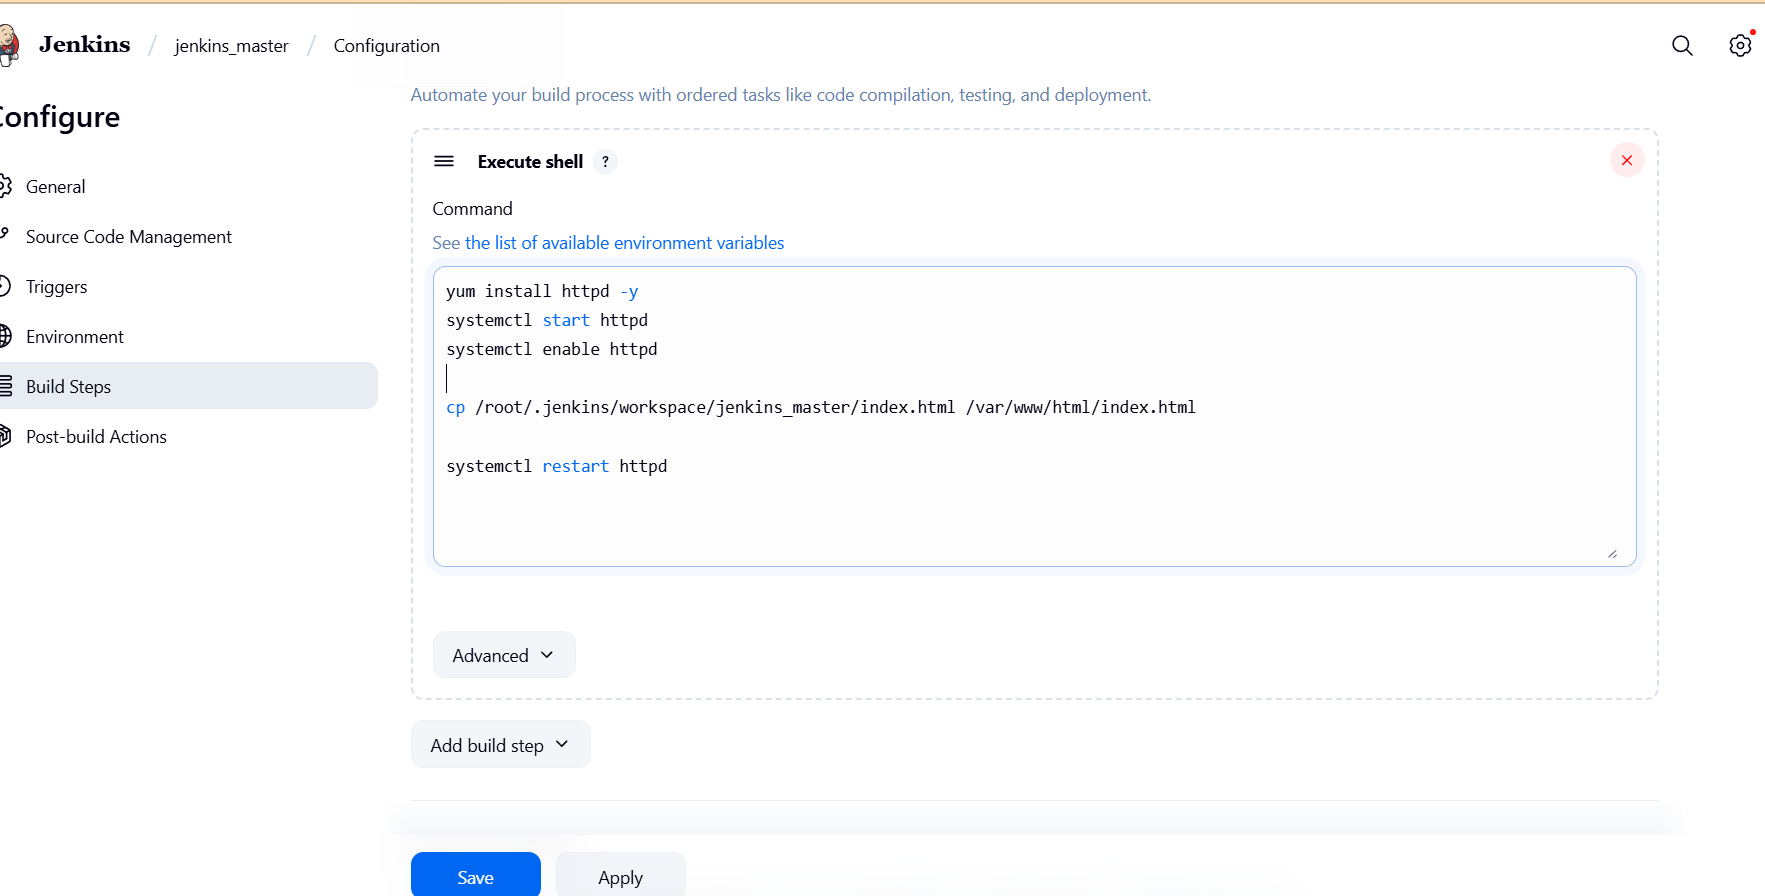 Jenkins / jenkins_master / Configuration
Configure
General
Source Code Management
Triggers
Environment
Build Steps
Post-build Actions
Automate your build process with ordered tasks like code compilation, testing, and deployment.
Execute shell ?
Command
See the list of available environment variables
yum install httpd -y
systemctl start httpd
systemctl enable httpd
cp /root/.jenkins/workspace/jenkins_master/index.html /var/www/html/index.html
systemctl restart httpd
Advanced
Add build step
Save
Apply